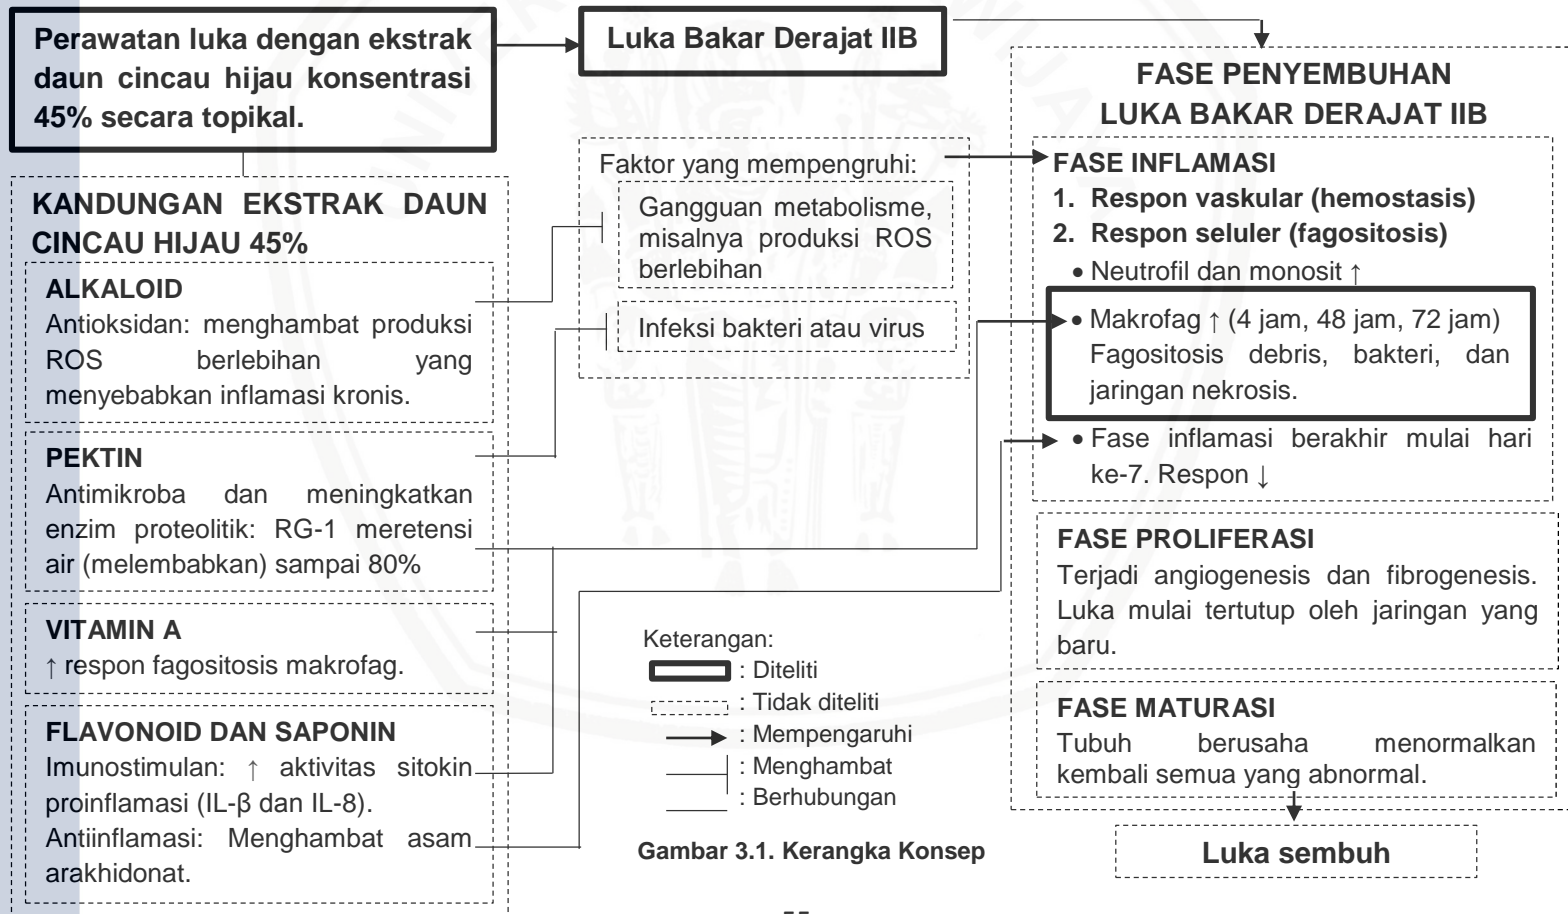 Perawatan luka dengan ekstrak
daun cincau hijau konsentrasi
45% secara topikal.
Luka Bakar Derajat IIB
KANDUNGAN EKSTRAK DAUN
CINCAU HIJAU 45%
ALKALOID
Antioksidan: menghambat produksi
ROS berlebihan yang
menyebabkan inflamasi kronis.
PEKTIN
Antimikroba dan meningkatkan
enzim proteolitik: RG-1 meretensi
air (melembabkan) sampai 80%
VITAMIN A
↑ respon fagositosis makrofag.
FLAVONOID DAN SAPONIN
Imunostimulan: ↑ aktivitas sitokin
proinflamasi (IL-β dan IL-8).
Antiinflamasi: Menghambat asam
arakhidonat.
Faktor yang mempengruhi:
Gangguan metabolisme,
misalnya produksi ROS
berlebihan
Infeksi bakteri atau virus
FASE PENYEMBUHAN
LUKA BAKAR DERAJAT IIB
FASE INFLAMASI
1. Respon vaskular (hemostasis)
2. Respon seluler (fagositosis)
• Neutrofil dan monosit ↑
• Makrofag ↑ (4 jam, 48 jam, 72 jam)
Fagositosis debris, bakteri, dan
jaringan nekrosis.
• Fase inflamasi berakhir mulai hari
ke-7. Respon ↓
FASE PROLIFERASI
Terjadi angiogenesis dan fibrogenesis.
Luka mulai tertutup oleh jaringan yang
baru.
FASE MATURASI
Tubuh berusaha menormalkan
kembali semua yang abnormal.
Luka sembuh
Keterangan:
: Diteliti
: Tidak diteliti
: Mempengaruhi
: Menghambat
: Berhubungan
Gambar 3.1. Kerangka Konsep